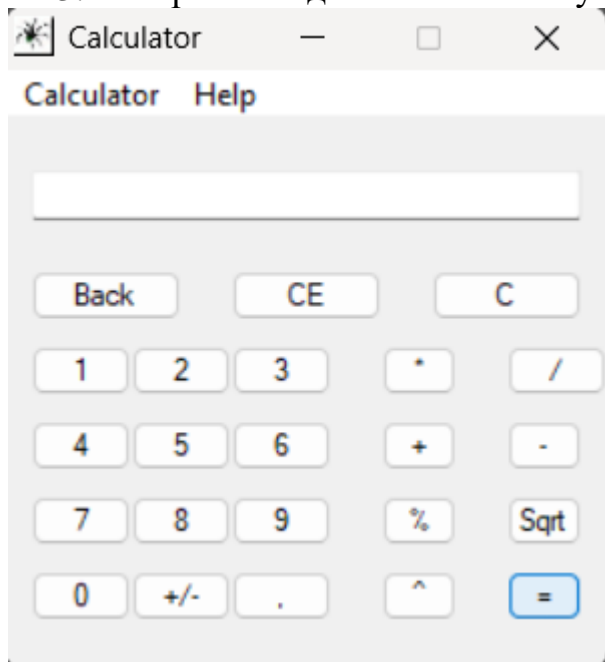 Calculator
Calculator Help
Back CE C
1 2 3 * /
4 5 6 + -
7 8 9 % Sqrt
0 +/- , ^ =